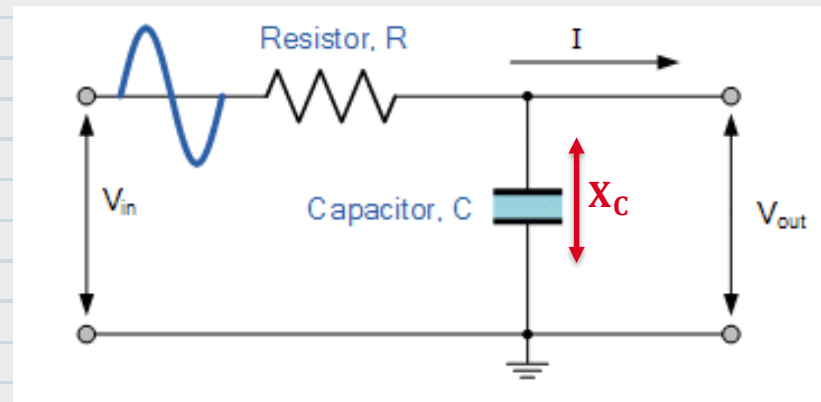 Resistor, R
I
Vin
Capacitor, C
XC
Vout